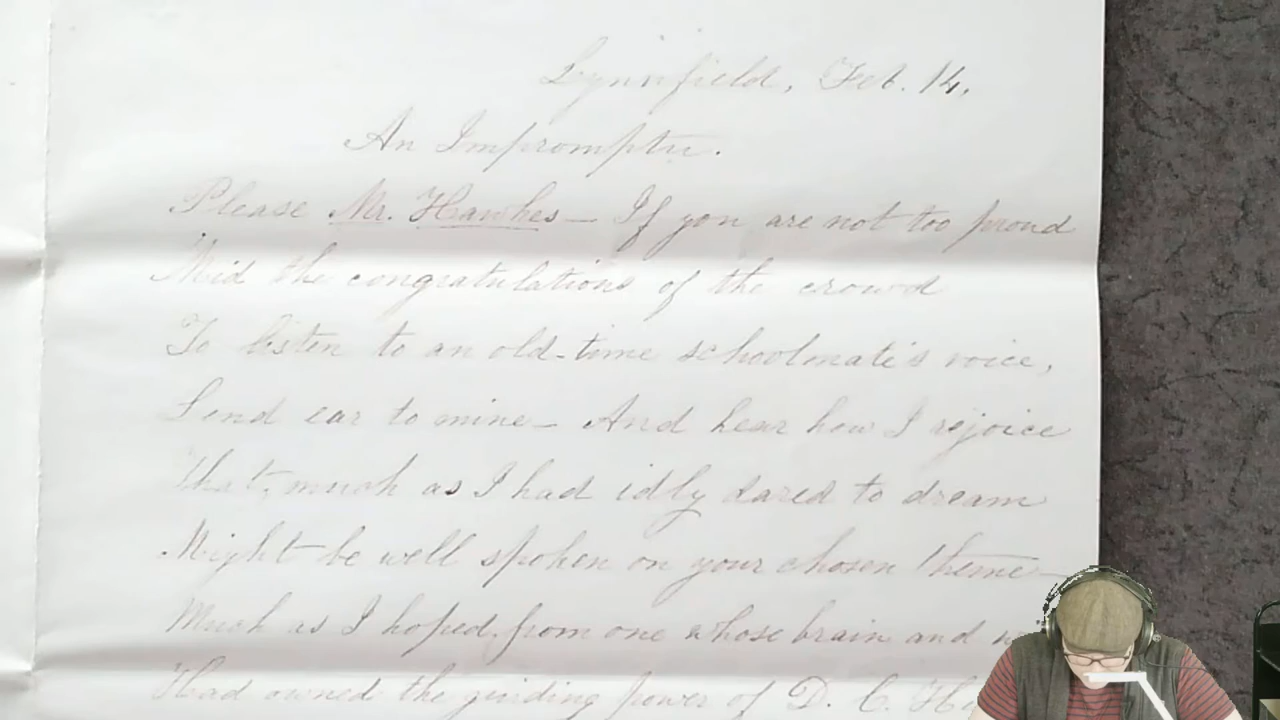 Lynnfield, Feb. 14,
An Impromptu.
Please Mr. Hawkes— If you are not too proud
Mid the congratulations of the crowd
To listen to an old-time schoolmate's voice,
Lend ear to mine— And hear how I rejoice
That, much as I had idly dared to dream
Might be well spoken on your chosen theme—
Much as I hoped from one whose brain and
Had owned the guiding power of D. C.